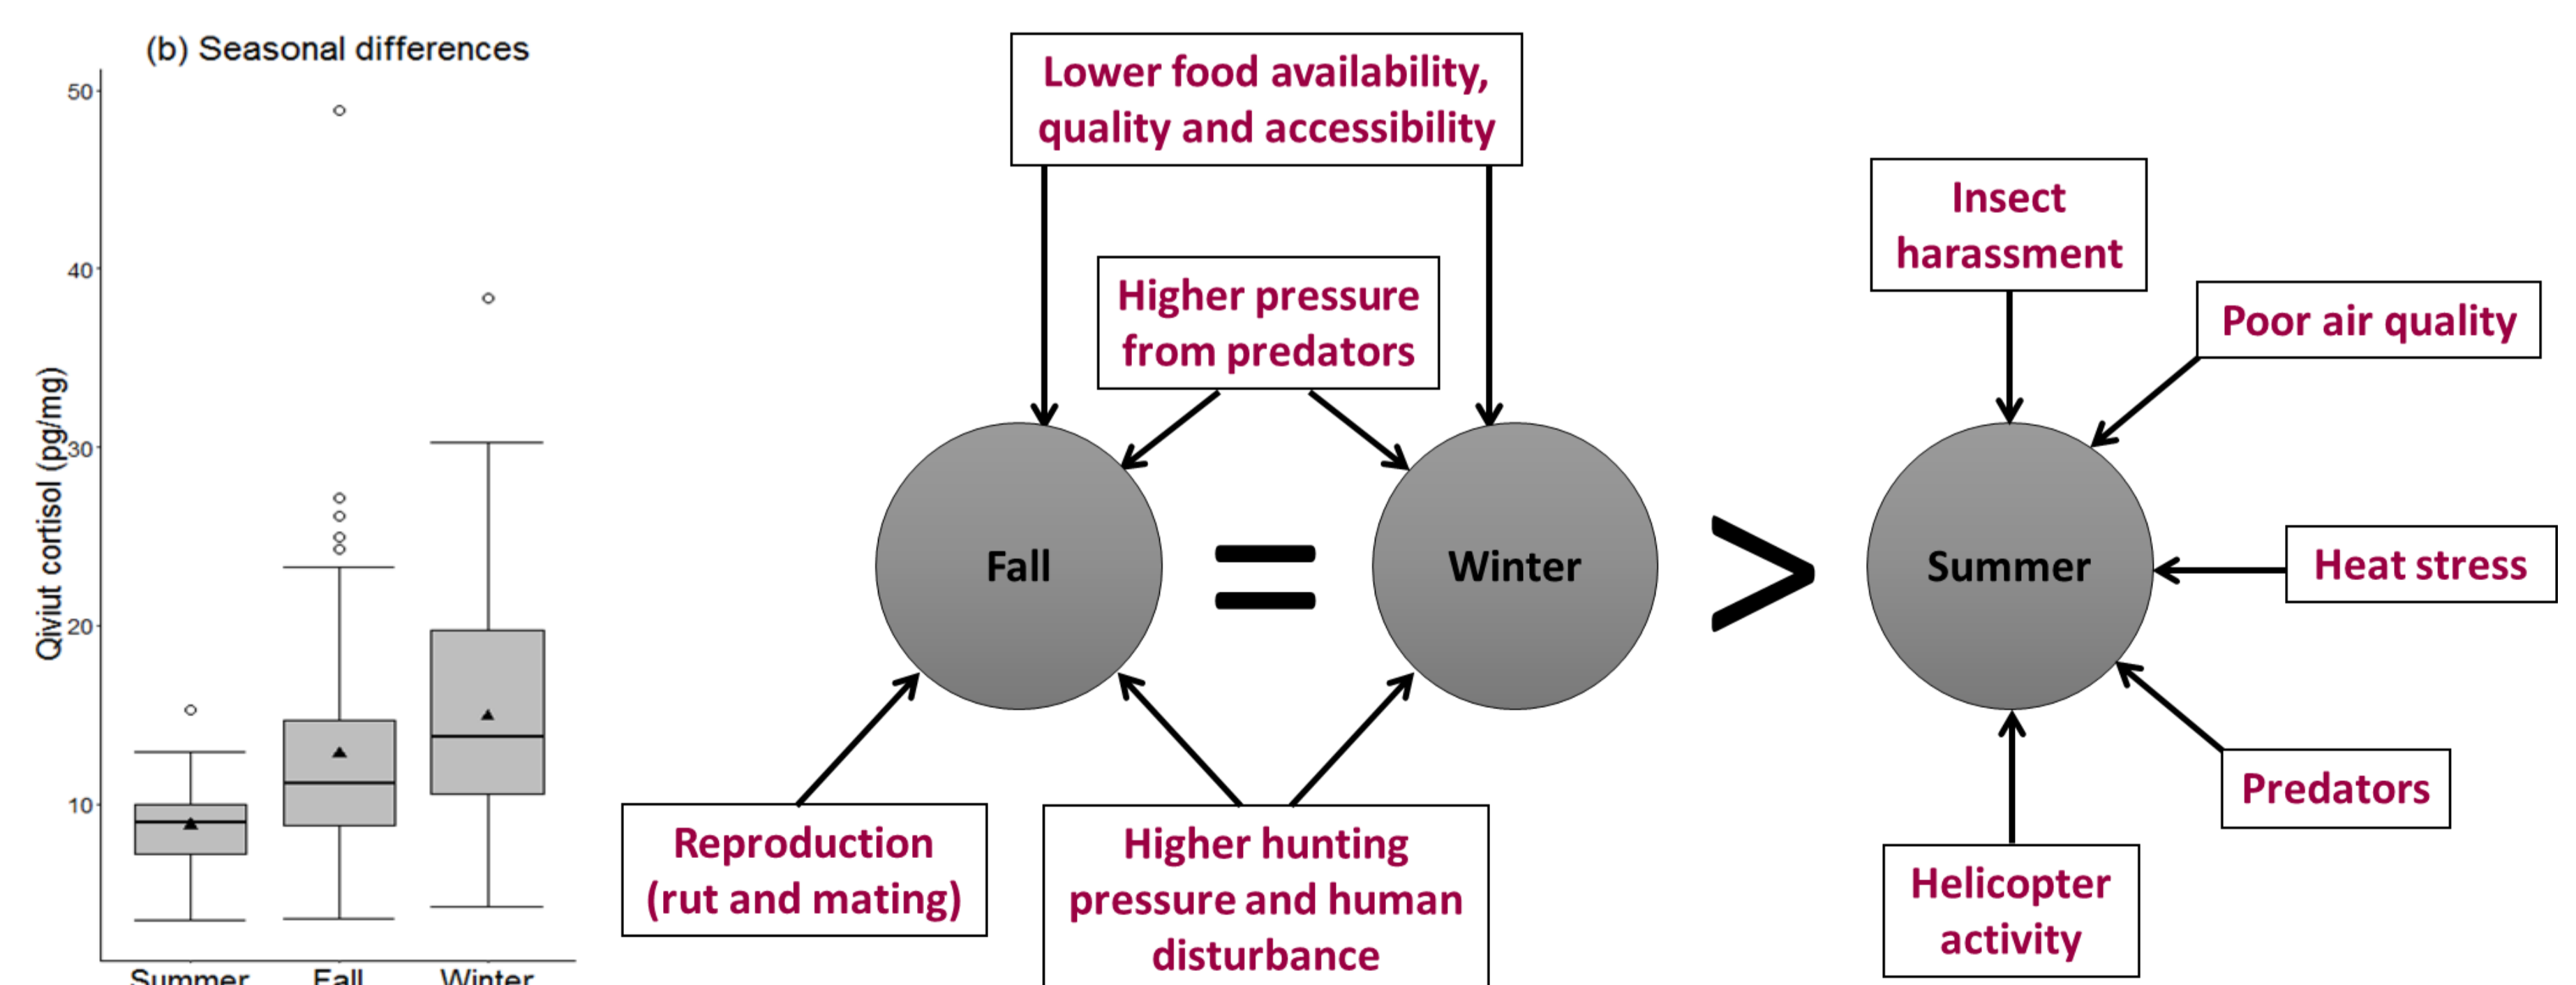 (b) Seasonal differences
50
40
30
20
10
Qiviut cortisol (pg/mg)
Summer
Fall
Winter
Lower food availability,
quality and accessibility
Higher pressure
from predators
Fall
=
Winter
>
Summer
Reproduction
(rut and mating)
Higher hunting
pressure and human
disturbance
Insect
harassment
Poor air quality
Heat stress
Predators
Helicopter
activity